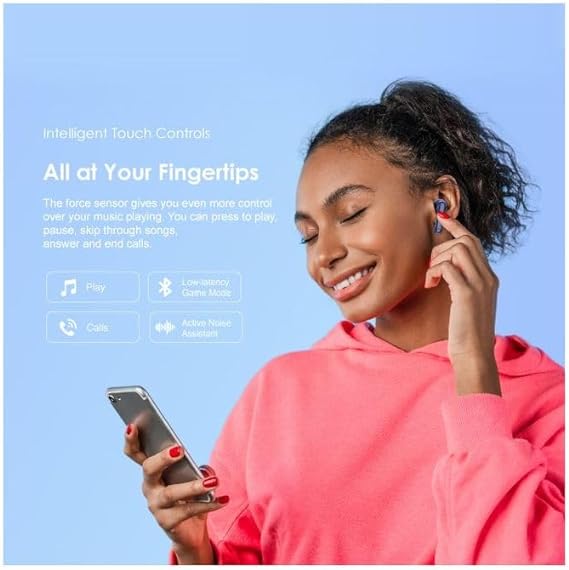 Intelligent Touch Controls
All at Your Fingertips
The force sensor gives you even more control
over your music playing. You can press to play,
pause, skip through songs,
answer and end calls.
Play
Low-latency
Game Mode
Calls
Active Noise
Assistant